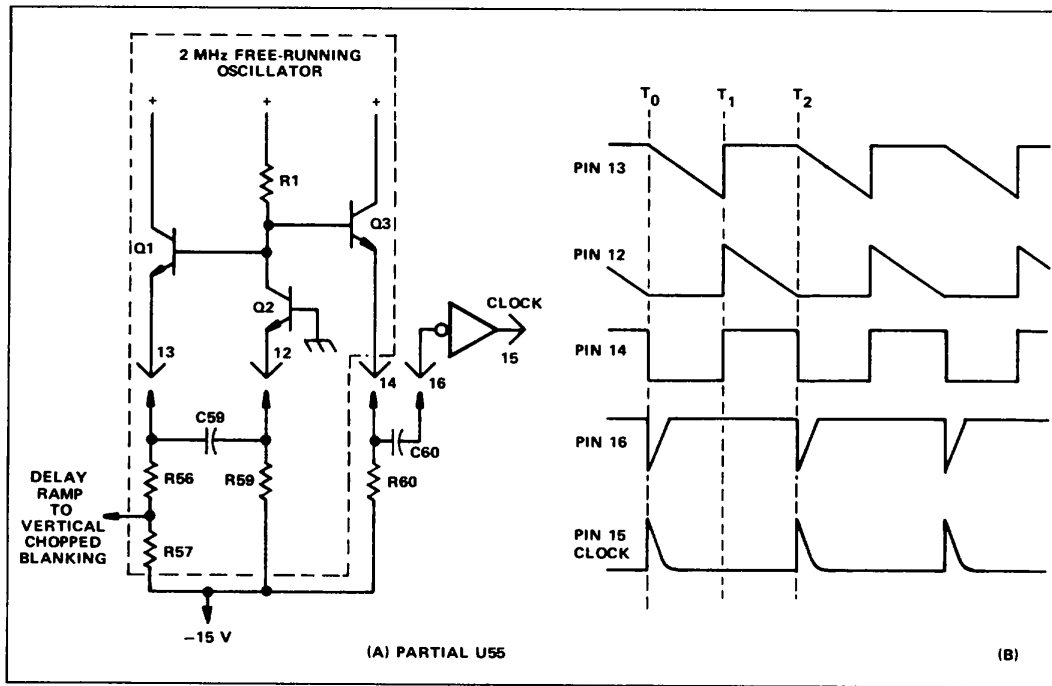 2 MHz FREE-RUNNING
OSCILLATOR
+
+
+
R1
Q1
Q3
Q2
CLOCK
15
13
12
14
16
C59
C60
R56
R59
R60
DELAY
RAMP
TO
VERTICAL
CHOPPED
BLANKING
R57
−15 V
(A) PARTIAL U55
T0
T1
T2
PIN 13
PIN 12
PIN 14
PIN 16
PIN 15
CLOCK
(B)